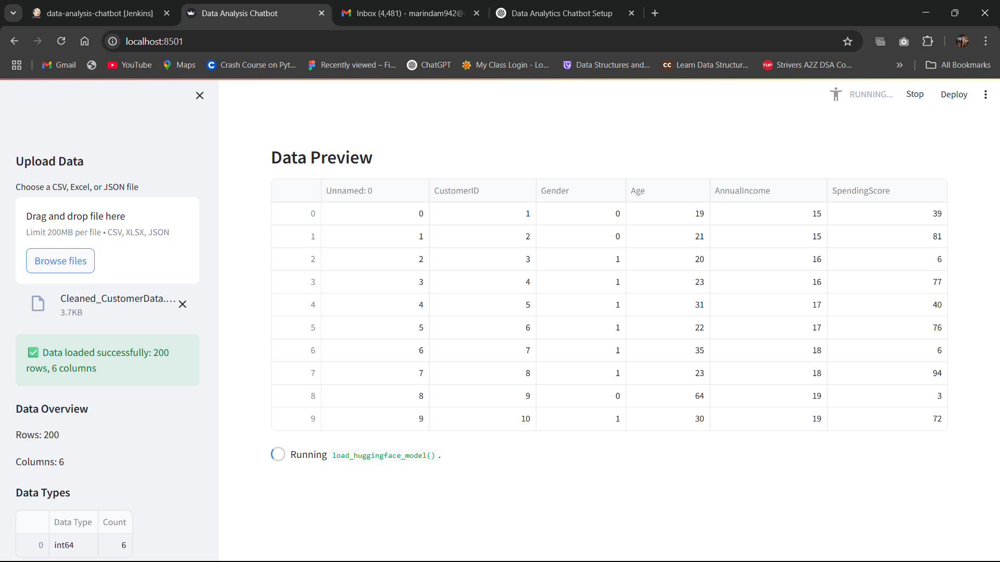 data-analysis-chatbot [Jenkins]
Data Analysis Chatbot
Inbox (4,481) - marindam942@
Data Analytics Chatbot Setup
localhost:8501
Gmail
YouTube
Maps
Crash Course on Pyt...
Recently viewed – Fi...
ChatGPT
My Class Login - Lo...
Data Structures and...
CC Learn Data Structur...
TUF Strivers A2Z DSA Co...
All Bookmarks
RUNNING...
Stop
Deploy
Upload Data
Choose a CSV, Excel, or JSON file
Drag and drop file here
Limit 200MB per file • CSV, XLSX, JSON
Browse files
Cleaned_CustomerData....
3.7KB
Data loaded successfully: 200
rows, 6 columns
Data Overview
Rows: 200
Columns: 6
Data Types
Data Type Count
0 int64 6
Data Preview
Unnamed: 0 CustomerID Gender Age AnnualIncome SpendingScore
0 0 1 0 19 15 39
1 1 2 0 21 15 81
2 2 3 1 20 16 6
3 3 4 1 23 16 77
4 4 5 1 31 17 40
5 5 6 1 22 17 76
6 6 7 1 35 18 6
7 7 8 1 23 18 94
8 8 9 0 64 19 3
9 9 10 1 30 19 72
Running load_huggingface_model() .